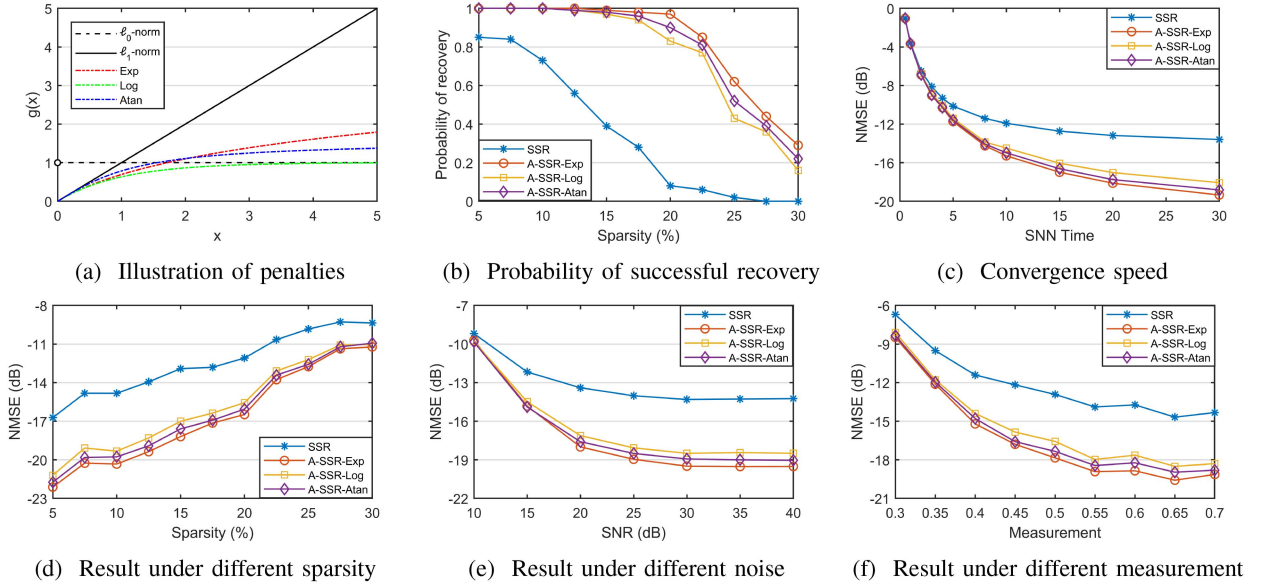 5
4
3
2
1
0
0
1
2
3
4
5
g(x)
x
ℓ0-norm
ℓ1-norm
Exp
Log
Atan
(a) Illustration of penalties
1
0.8
0.6
0.4
0.2
0
5
10
15
20
25
30
Probability of recovery
Sparsity (%)
SSR
A-SSR-Exp
A-SSR-Log
A-SSR-Atan
(b) Probability of successful recovery
0
-4
-8
-12
-16
-20
0
5
10
15
20
25
30
NMSE (dB)
SNN Time
SSR
A-SSR-Exp
A-SSR-Log
A-SSR-Atan
(c) Convergence speed
-8
-11
-14
-17
-20
-23
5
10
15
20
25
30
NMSE (dB)
Sparsity (%)
SSR
A-SSR-Exp
A-SSR-Log
A-SSR-Atan
(d) Result under different sparsity
-7
-10
-13
-16
-19
-22
10
15
20
25
30
35
40
NMSE (dB)
SNR (dB)
SSR
A-SSR-Exp
A-SSR-Log
A-SSR-Atan
(e) Result under different noise
-6
-9
-12
-15
-18
-21
0.3
0.35
0.4
0.45
0.5
0.55
0.6
0.65
0.7
NMSE (dB)
Measurement
SSR
A-SSR-Exp
A-SSR-Log
A-SSR-Atan
(f) Result under different measurement